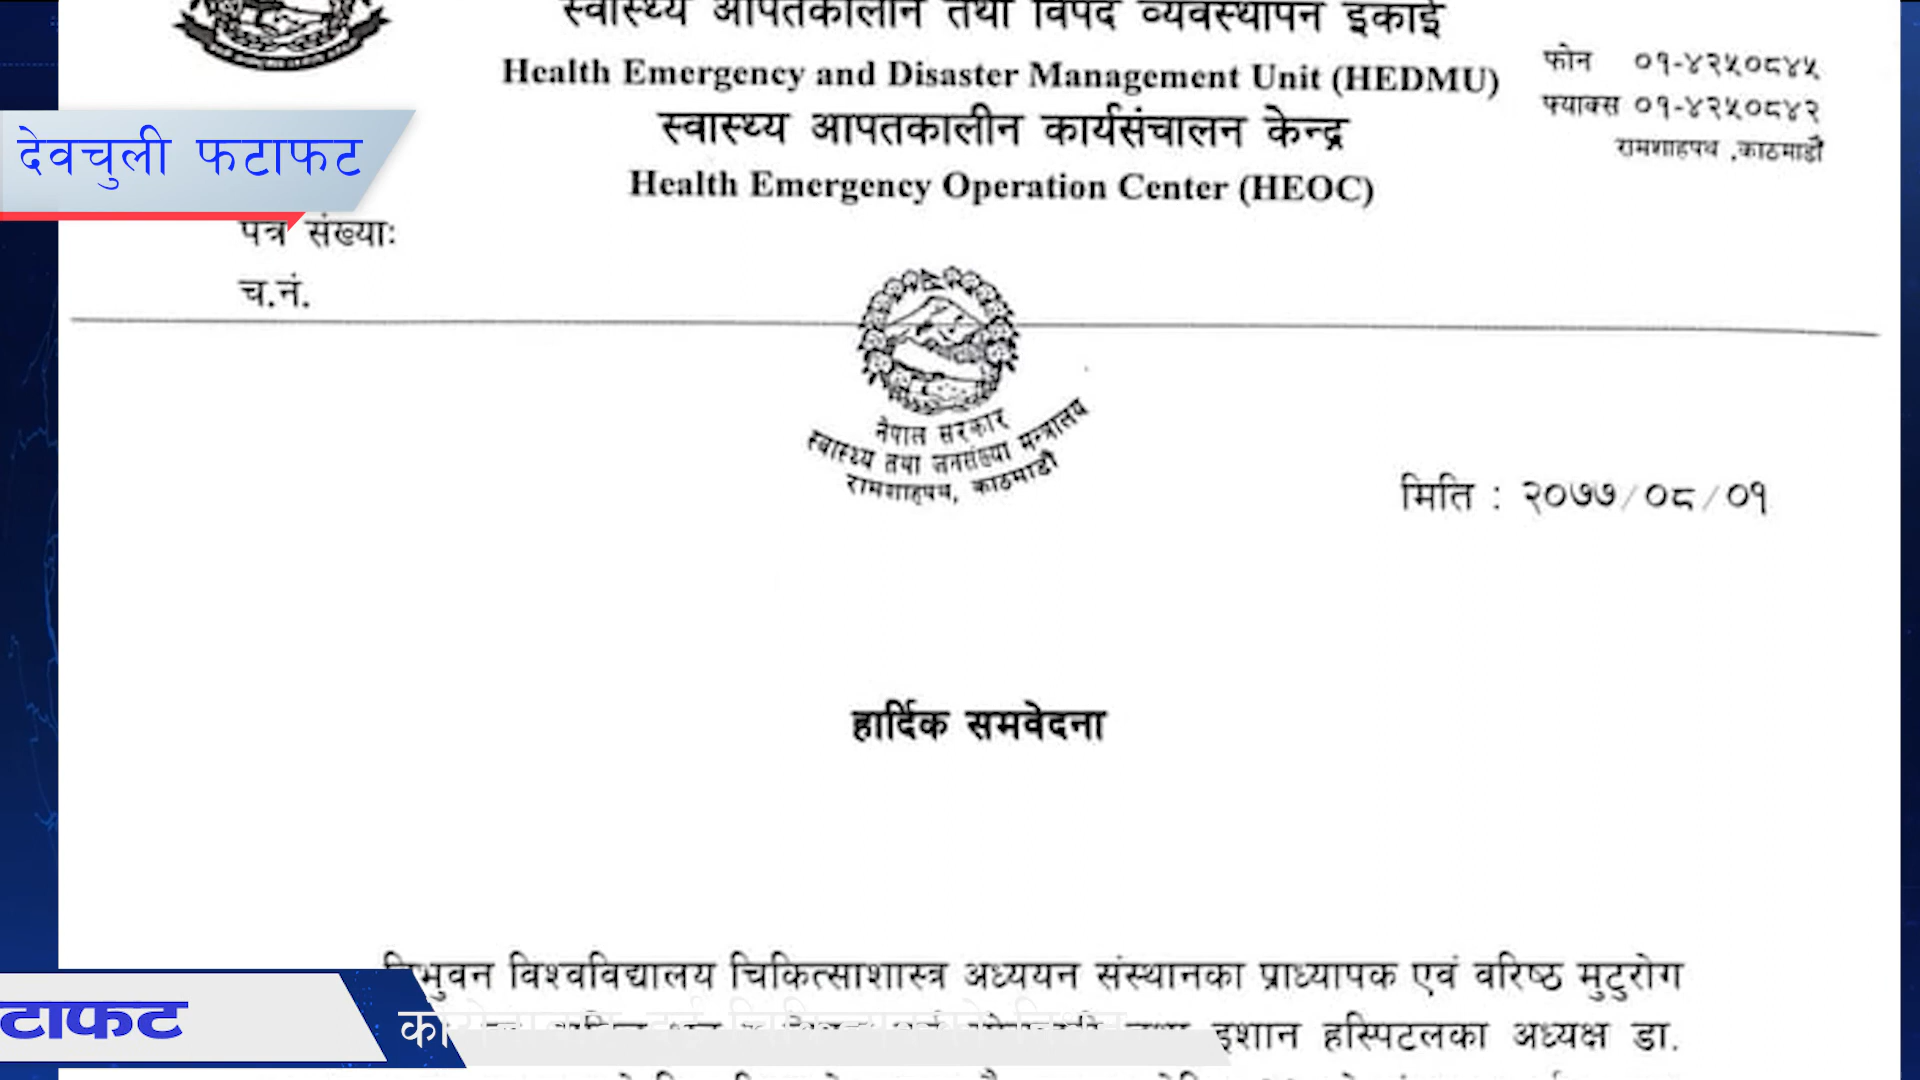 स्वास्थ्य आपतकालीन तथा विपद व्यवस्थापन इकाई
Health Emergency and Disaster Management Unit (HEDMU)
फोन ०१-४२५०८४५
स्वास्थ्य आपतकालीन कार्यसंचालन केन्द्र
फ्याक्स ०१-४२५०८४२
रामशाहपथ ,काठमाडौं
देवचुली फटाफट
Health Emergency Operation Center (HEOC)
पत्र संख्याः
च.नं.
नेपाल सरकार
स्वास्थ्य तथा जनसंख्या मन्त्रालय
रामशाहपथ, काठमाडौं
मिति : २०७७/०८/०१
हार्दिक समवेदना
त्रिभुवन विश्वविद्यालय चिकित्साशास्त्र अध्ययन संस्थानका प्राध्यापक एवं वरिष्ठ मुटुरोग
इशान हस्पिटलका अध्यक्ष डा.
टाफट